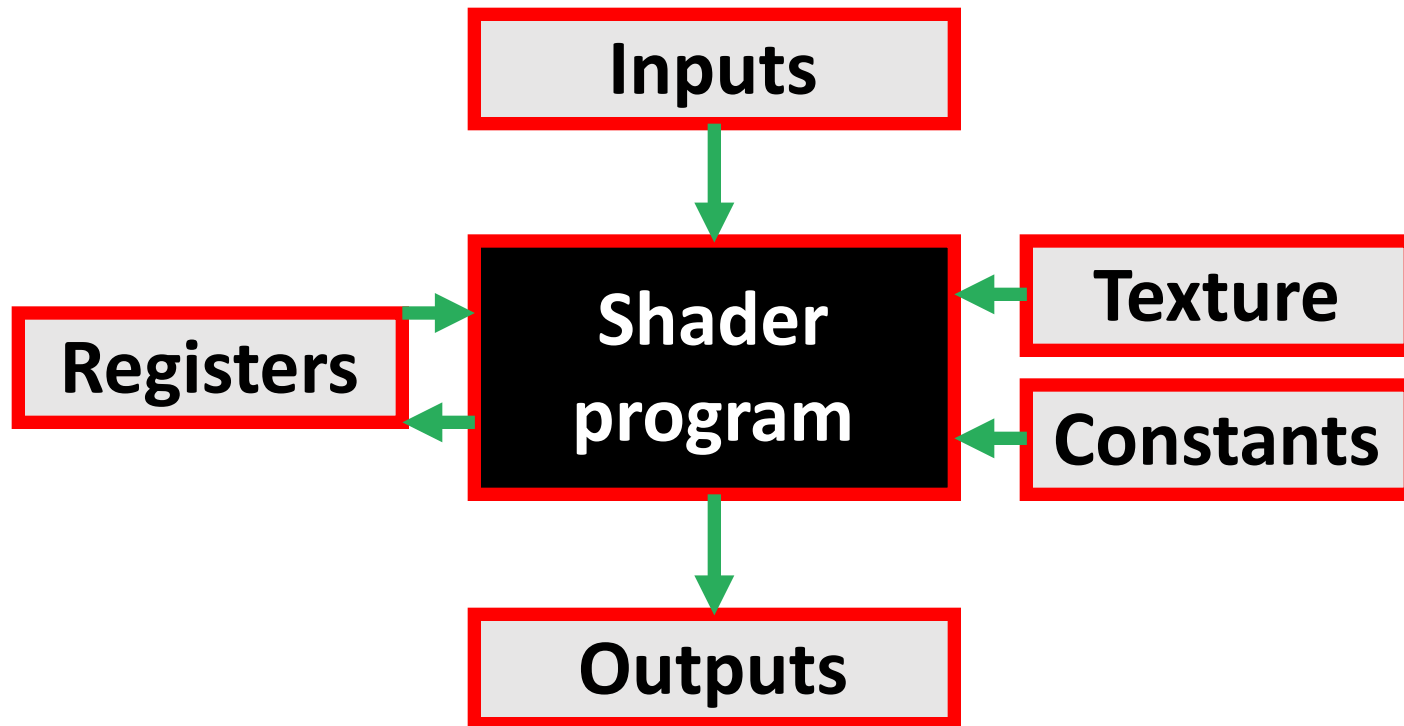 Inputs
Shader
program
Registers
Texture
Constants
Outputs